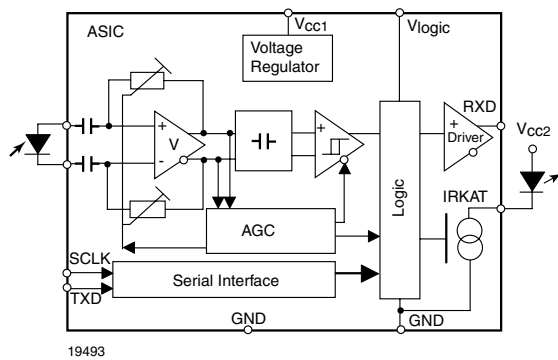 ASIC
VCC1
Vlogic
Voltage
Regulator
RXD
+
V
-
+
+
Driver
VCC2
Logic
IRKAT
AGC
SCLK
Serial Interface
TXD
GND
GND
19493